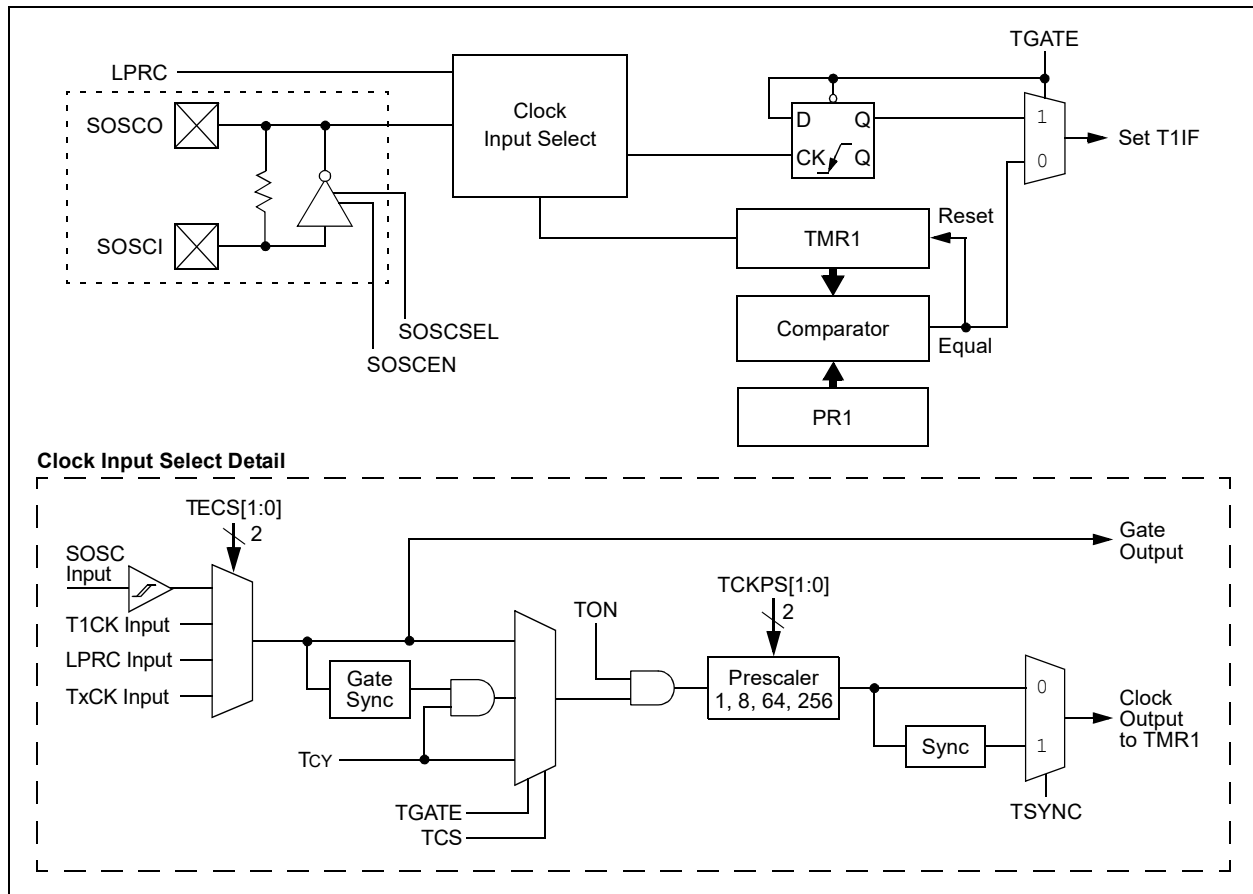 TGATE
LPRC
Clock
Input Select
SOSCO
D
Q
1
Set T1IF
CK
Q
0
SOSCI
TMR1
Reset
SOSCSEL
SOSCEN
Comparator
Equal
PR1
Clock Input Select Detail
TECS[1:0]
2
SOSC
Input
Gate
Output
T1CK Input
LPRC Input
TxCK Input
TON
TCKPS[1:0]
2
Gate
Sync
Prescaler
1, 8, 64, 256
0
Clock
Output
to TMR1
Sync
1
TCY
TGATE
TCS
TSYNC